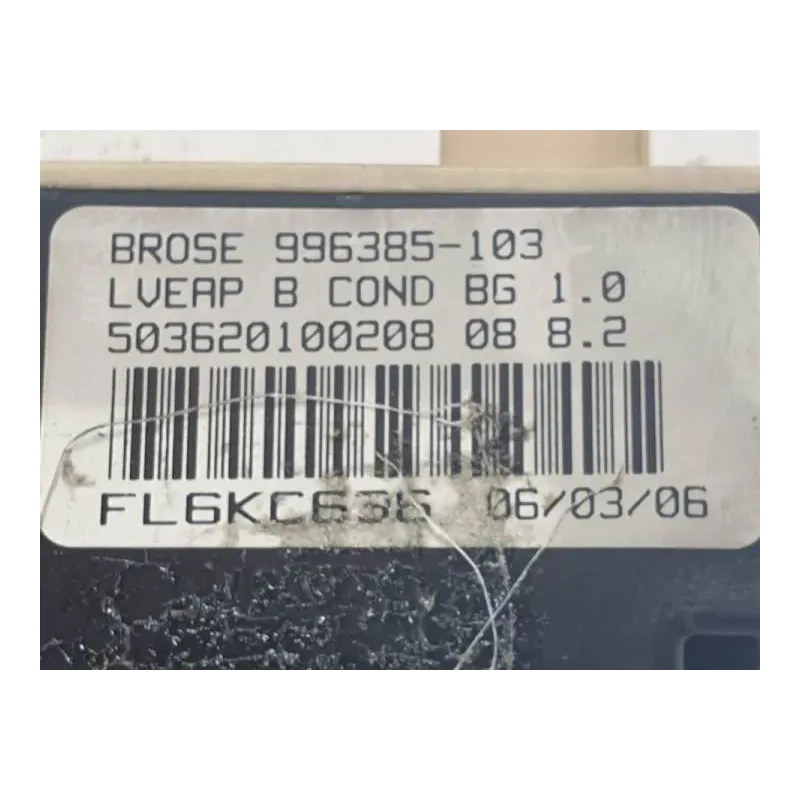 BROSE 996385-103
LVEAP B COND BG 1.0
503620100208 08 8.2
FL6KC636 06/03/06